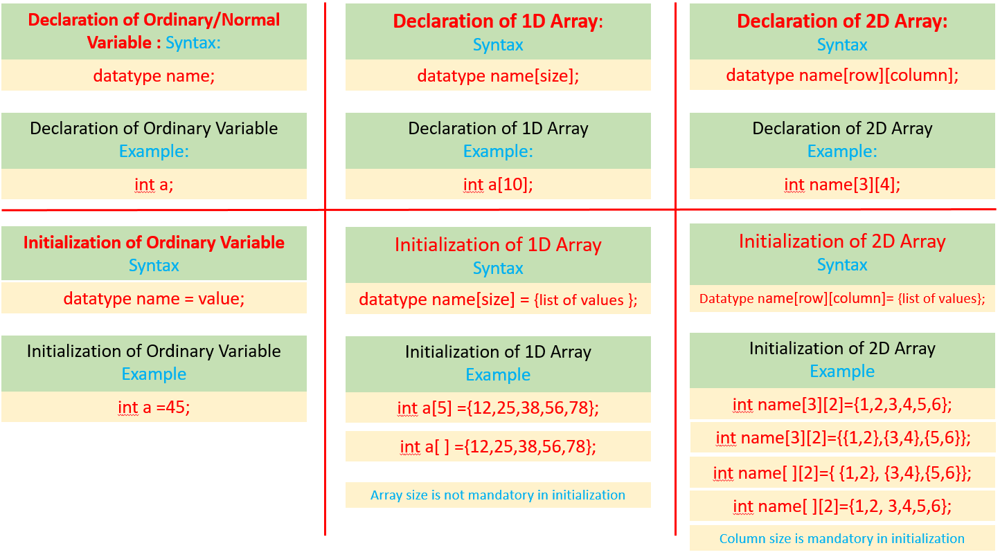 Declaration of Ordinary/Normal
Variable : Syntax:
datatype name;
Declaration of Ordinary Variable
Example:
int a;
Initialization of Ordinary Variable
Syntax
datatype name = value;
Initialization of Ordinary Variable
Example
int a =45;
Declaration of 1D Array:
Syntax
datatype name[size];
Declaration of 1D Array
Example:
int a[10];
Initialization of 1D Array
Syntax
datatype name[size] = {list of values };
Initialization of 1D Array
Example
int a[5] ={12,25,38,56,78};
int a[ ] ={12,25,38,56,78};
Array size is not mandatory in initialization
Declaration of 2D Array:
Syntax
datatype name[row][column];
Declaration of 2D Array
Example:
int name[3][4];
Initialization of 2D Array
Syntax
Datatype name[row][column]= {list of values};
Initialization of 2D Array
Example
int name[3][2]={1,2,3,4,5,6};
int name[3][2]={{1,2},{3,4},{5,6}};
int name[ ][2]={ {1,2}, {3,4},{5,6}};
int name[ ][2]={1,2, 3,4,5,6};
Column size is mandatory in initialization